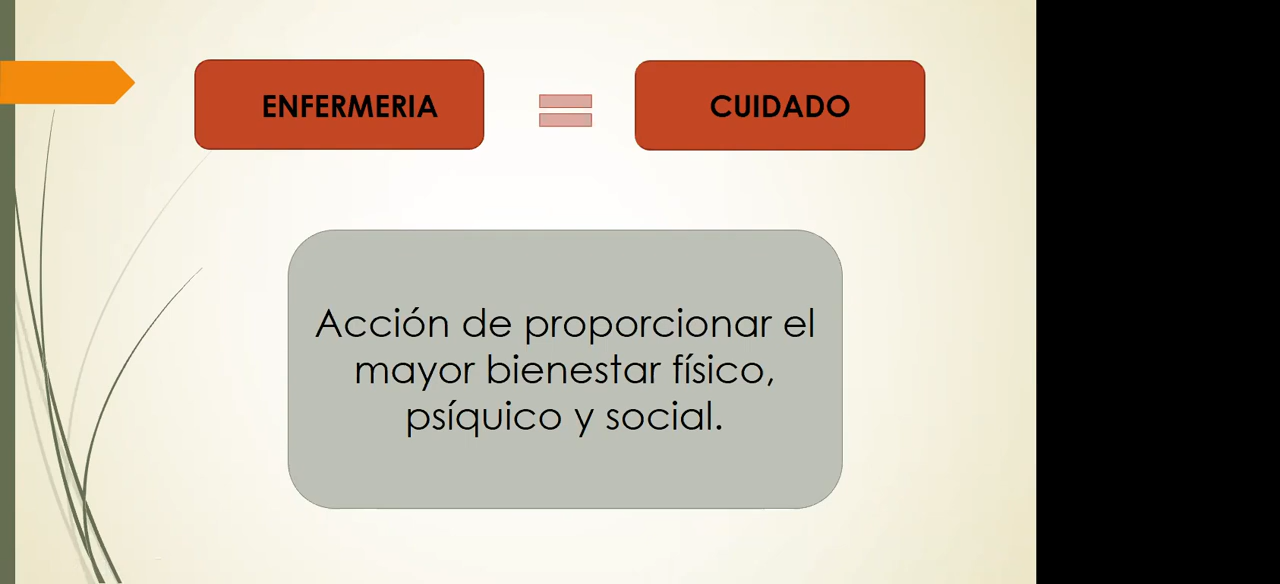 ENFERMERIA
CUIDADO
Acción de proporcionar el
mayor bienestar físico,
psíquico y social.